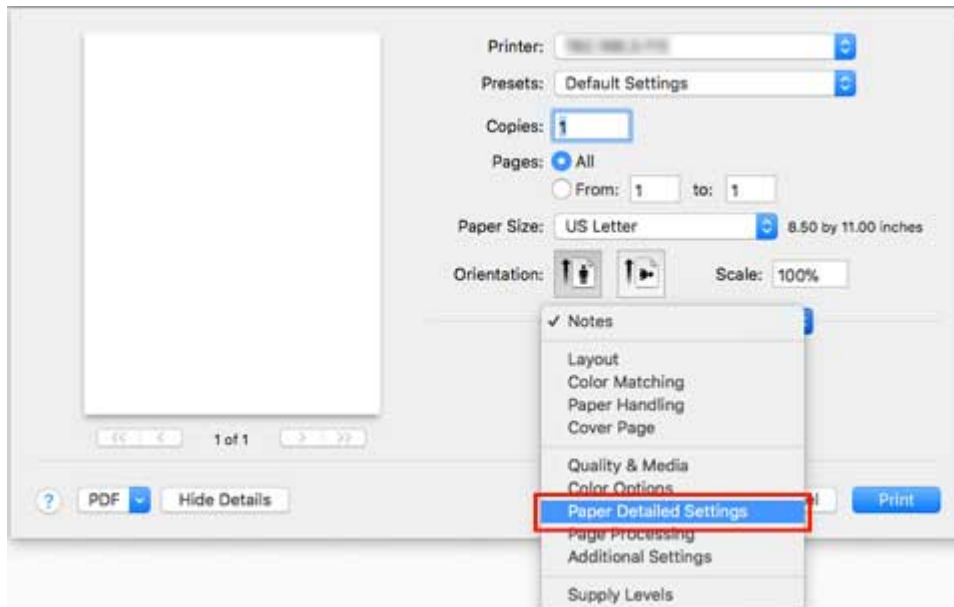 Printer:
Presets: Default Settings
Copies: 1
Pages: All
From: 1 to: 1
Paper Size: US Letter 8.50 by 11.00 inches
Orientation: Scale: 100%
✓ Notes
Layout
Color Matching
Paper Handling
Cover Page
1 of 1
Quality & Media
Color Options
? PDF Hide Details Print
Paper Detailed Settings
Page Processing
Additional Settings
Supply Levels